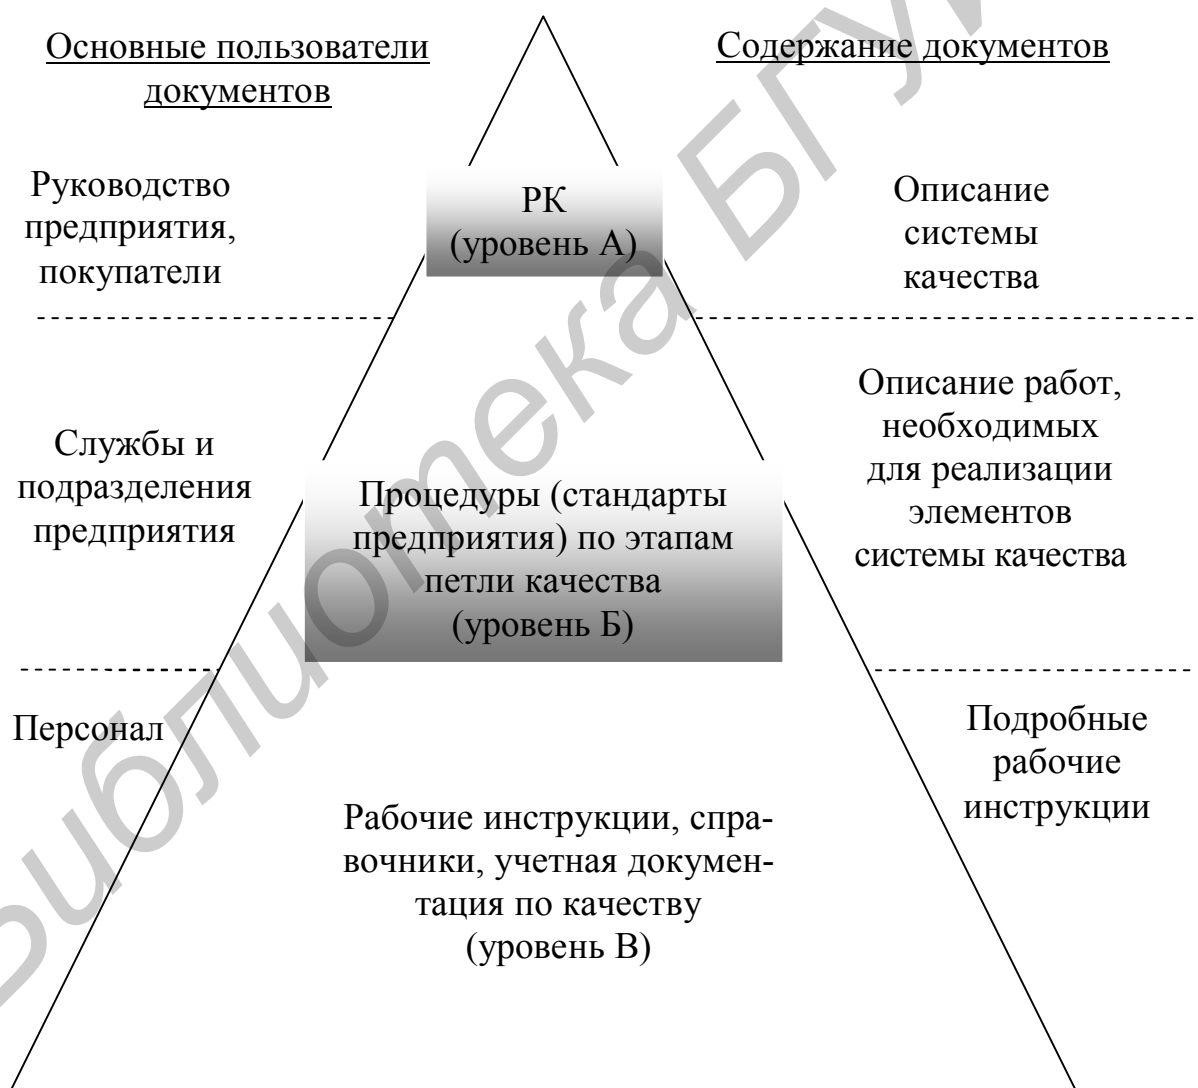 Основные пользователи
документов
Содержание документов
Руководство
предприятия,
покупатели
РК
(уровень А)
Описание
системы
качества
Службы и
подразделения
предприятия
Процедуры (стандарты
предприятия) по этапам
петли качества
(уровень Б)
Описание работ,
необходимых
для реализации
элементов
системы качества
Персонал
Рабочие инструкции, спра-
вочники, учетная докумен-
тация по качеству
(уровень В)
Подробные
рабочие
инструкции
Библиотека БГУИ